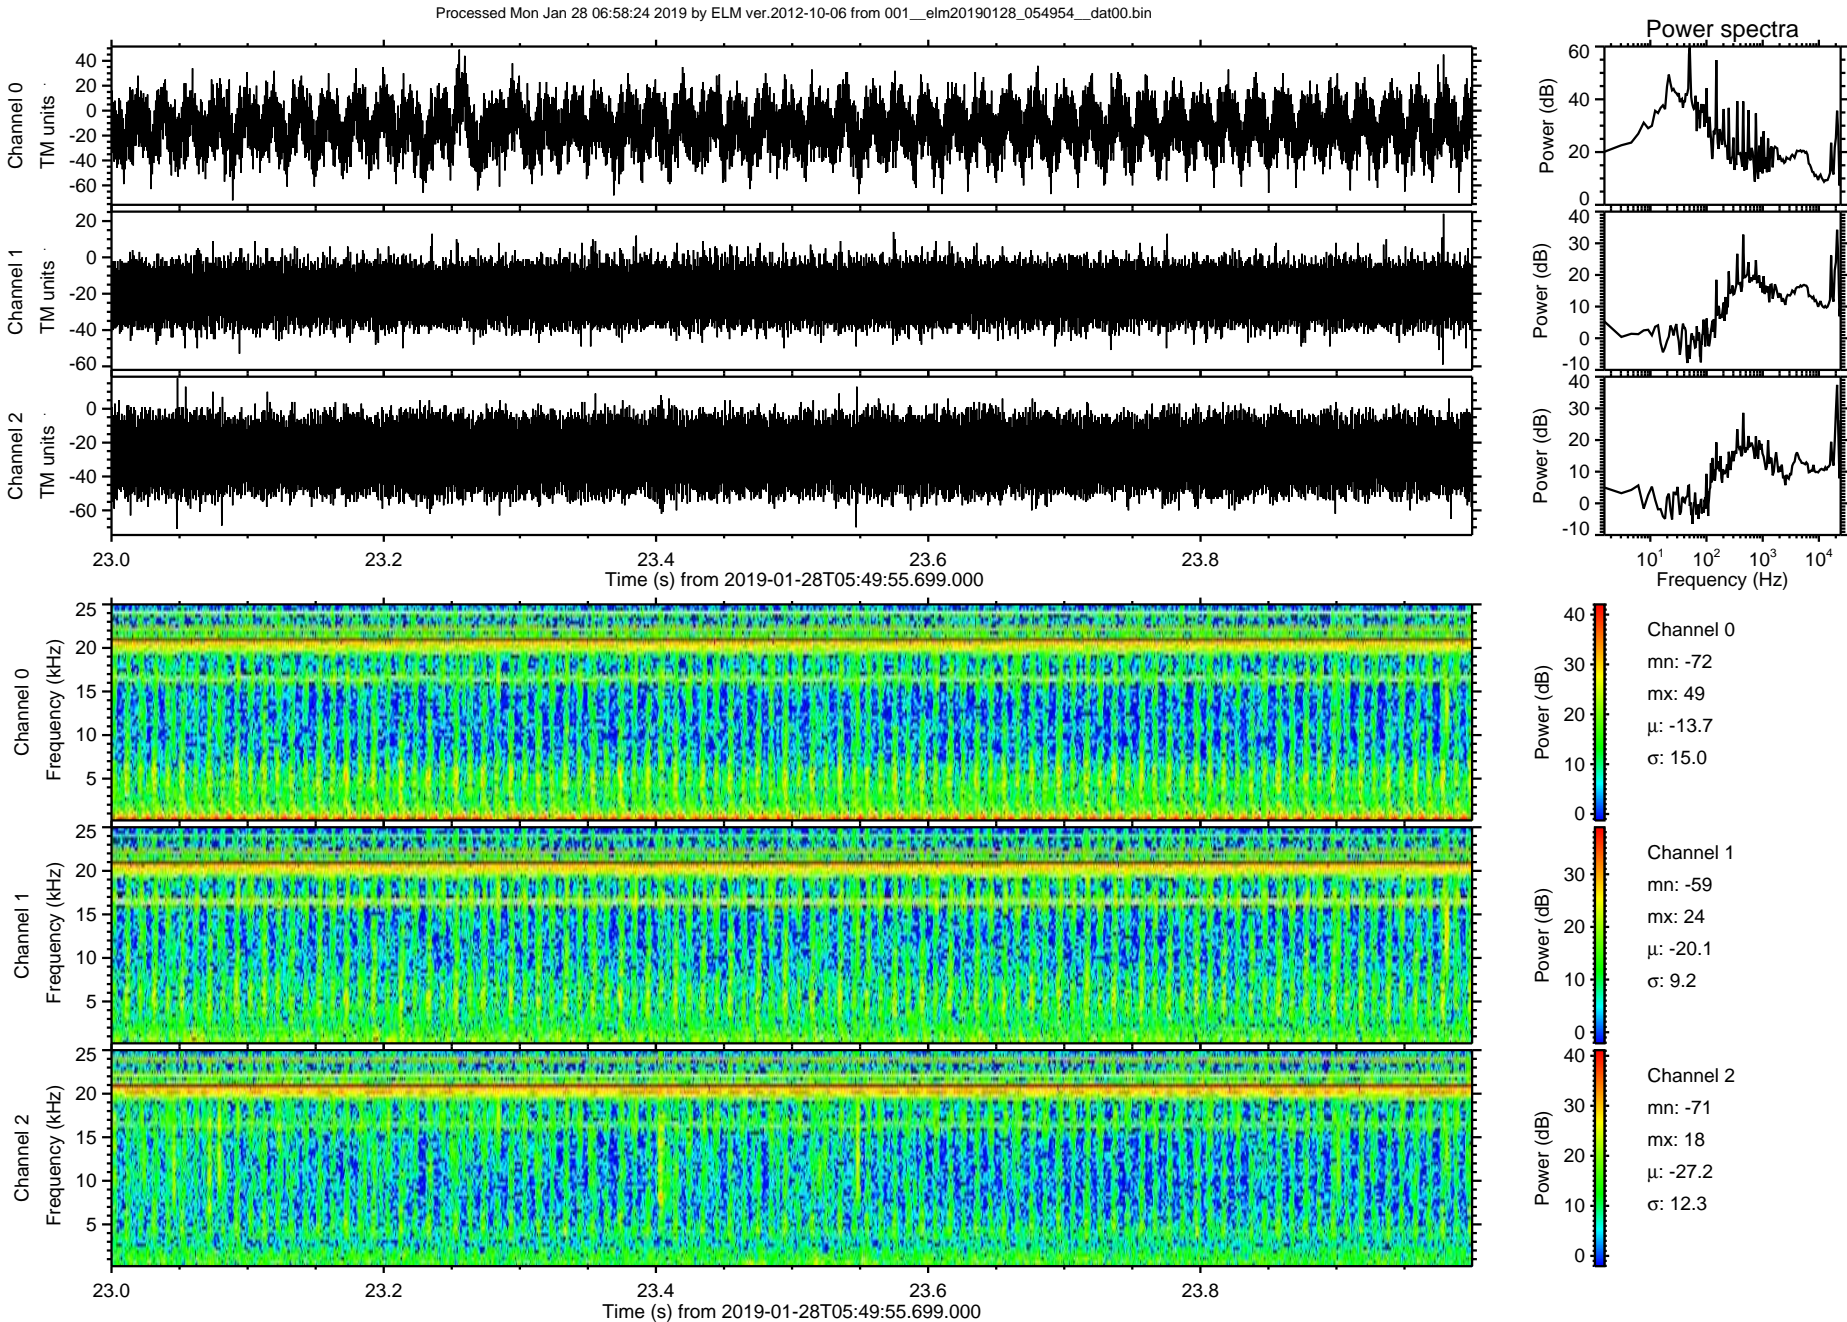 Processed Mon Jan 28 06:58:24 2019 by ELM ver.2012-10-06 from 001__elm20190128_054954__dat00.bin
Power spectra
Channel 0
TM units
40
20
0
-20
-40
-60
Power (dB)
60
40
20
0
Channel 1
TM units
20
0
-20
-40
-60
Power (dB)
40
30
20
10
0
-10
Channel 2
TM units
0
-20
-40
-60
Power (dB)
40
30
20
10
0
-10
23.0 23.2 23.4 23.6 23.8
Time (s) from 2019-01-28T05:49:55.699.000
10^1 10^2 10^3 10^4
Frequency (Hz)
Channel 0
Frequency (kHz)
25
20
15
10
5
Power (dB)
40
30
20
10
0
Channel 0
mn: -72
mx: 49
μ: -13.7
σ: 15.0
Channel 1
Frequency (kHz)
25
20
15
10
5
Power (dB)
30
20
10
0
Channel 1
mn: -59
mx: 24
μ: -20.1
σ: 9.2
Channel 2
Frequency (kHz)
25
20
15
10
5
Power (dB)
40
30
20
10
0
Channel 2
mn: -71
mx: 18
μ: -27.2
σ: 12.3
23.0 23.2 23.4 23.6 23.8
Time (s) from 2019-01-28T05:49:55.699.000